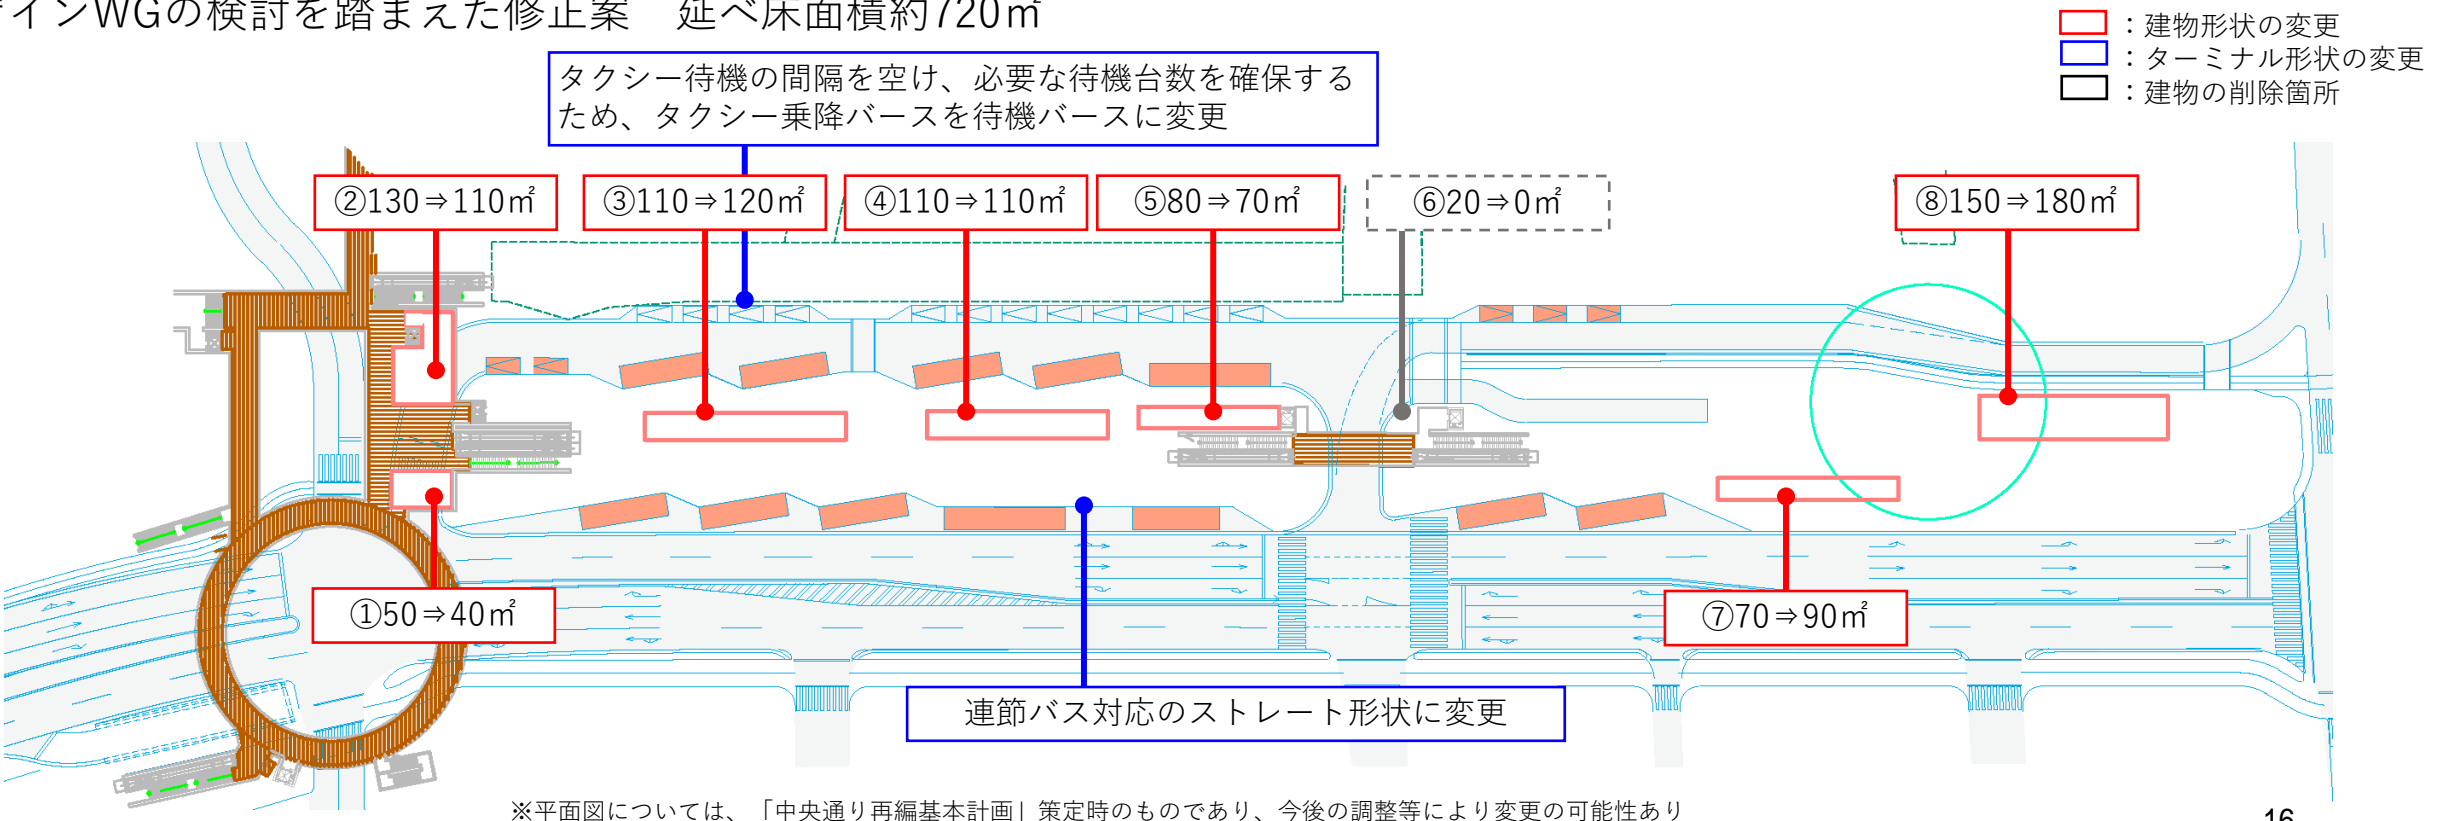 インWGの検討を踏まえた修正案　延べ床面積約720㎡
：建物形状の変更
：ターミナル形状の変更
：建物の削除箇所
タクシー待機の間隔を空け、必要な待機台数を確保する
ため、タクシー乗降バースを待機バースに変更
②130⇒110㎡
③110⇒120㎡
④110⇒110㎡
⑤80⇒70㎡
⑥20⇒0㎡
⑧150⇒180㎡
①50⇒40㎡
⑦70⇒90㎡
連節バス対応のストレート形状に変更
※平面図については、「中央通り再編基本計画」策定時のものであり、今後の調整等により変更の可能性あり
16